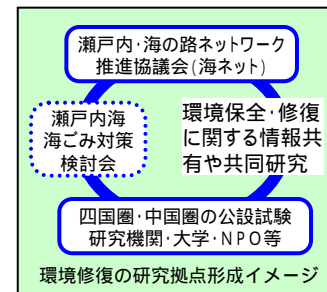 瀬戸内・海の路ネットワーク
推進協議会(海ネット)
瀬戸内海
海ごみ対策
検討会
環境保全・修復
に関する情報共
有や共同研究
四国圏・中国圏の公設試験
研究機関・大学・NPO等
環境修復の研究拠点形成イメージ